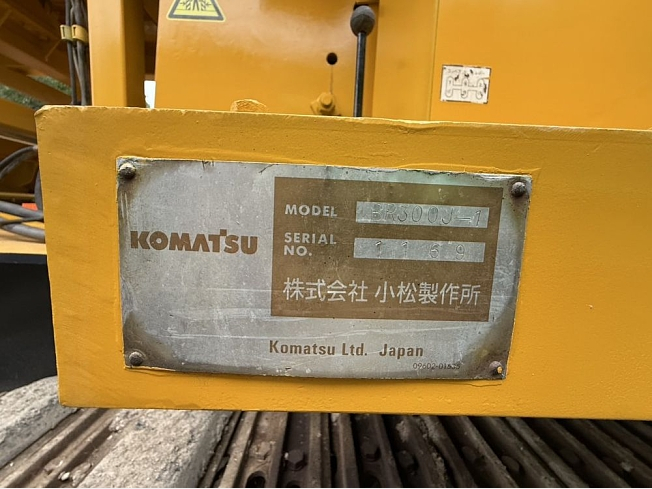 KOMATSU
MODEL BR300J-1
SERIAL
NO. 1169
株式会社 小松製作所
Komatsu Ltd. Japan